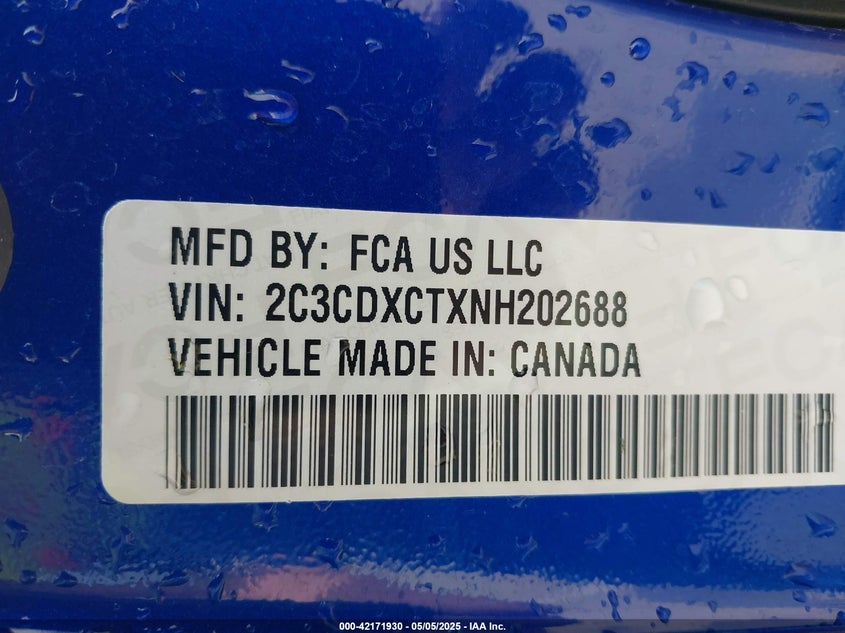 MFD BY: FCA US LLC
VIN: 2C3CDXCTXNH202688
VEHICLE MADE IN: CANADA
000-42171930 - 05/05/2025 - IAA Inc.